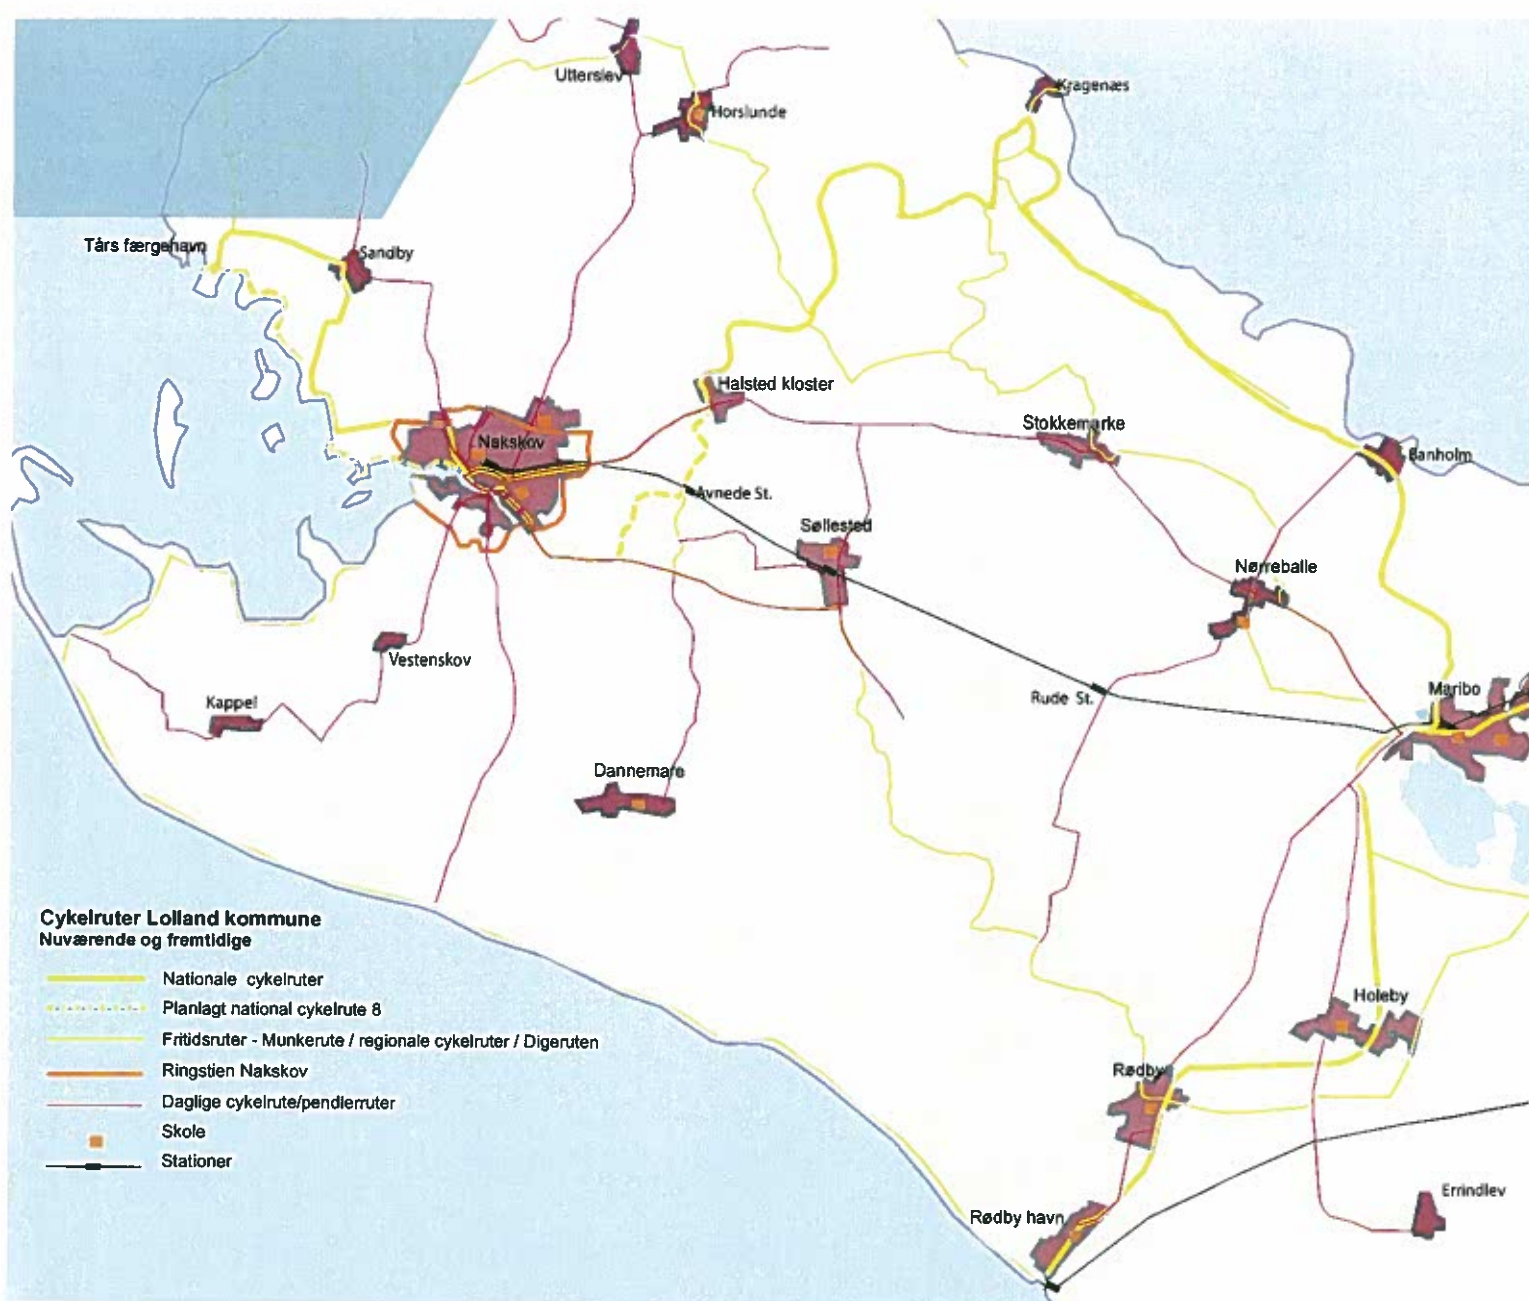 Utterslev
Kragenæs
Horslunde
Tårs færgehavn
Sandby
Halsted kloster
Stokkemarke
Nakskov
Banholm
Avnede St.
Søllested
Nørreballe
Vestenskov
Maribo
Rude St.
Kappel
Dannemare
Cykelruter Lolland kommune
Nuværende og fremtidige
Nationale cykelruter
Planlagt national cykelrute 8
Fritidsruter - Munkerute / regionale cykelruter / Digeruten
Ringstien Nakskov
Daglige cykelrute/pendlerruter
Skole
Stationer
Holeby
Rødby
Errindlev
Rødby havn